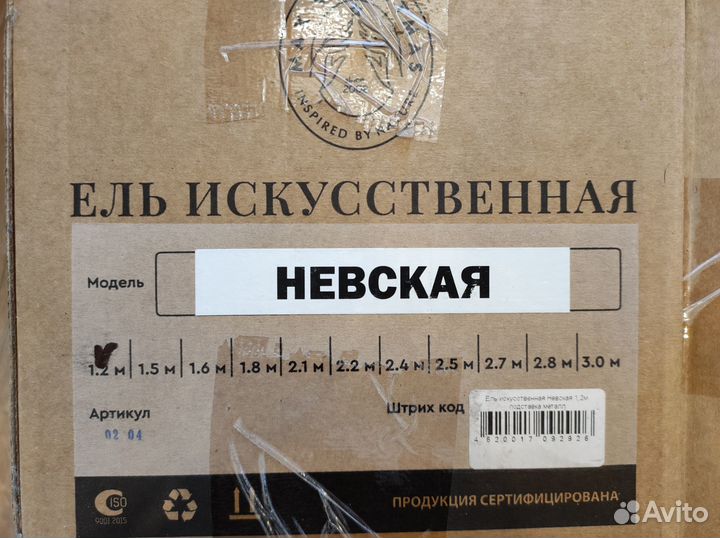 INSPIRED BY NATURE
ЕЛЬ ИСКУССТВЕННАЯ
Модель
НЕВСКАЯ
1.2 м 1.5 м 1.6 м 1.8 м 2.1 м 2.2 м 2.4 м 2.5 м 2.7 м 2.8 м 3.0 м
Артикул
02 04
Штрих код
Ель искусственная Невская 1,2м
подставка металл
4620017092926
ISO
9001 2015
ПРОДУКЦИЯ СЕРТИФИЦИРОВАНА
Avito